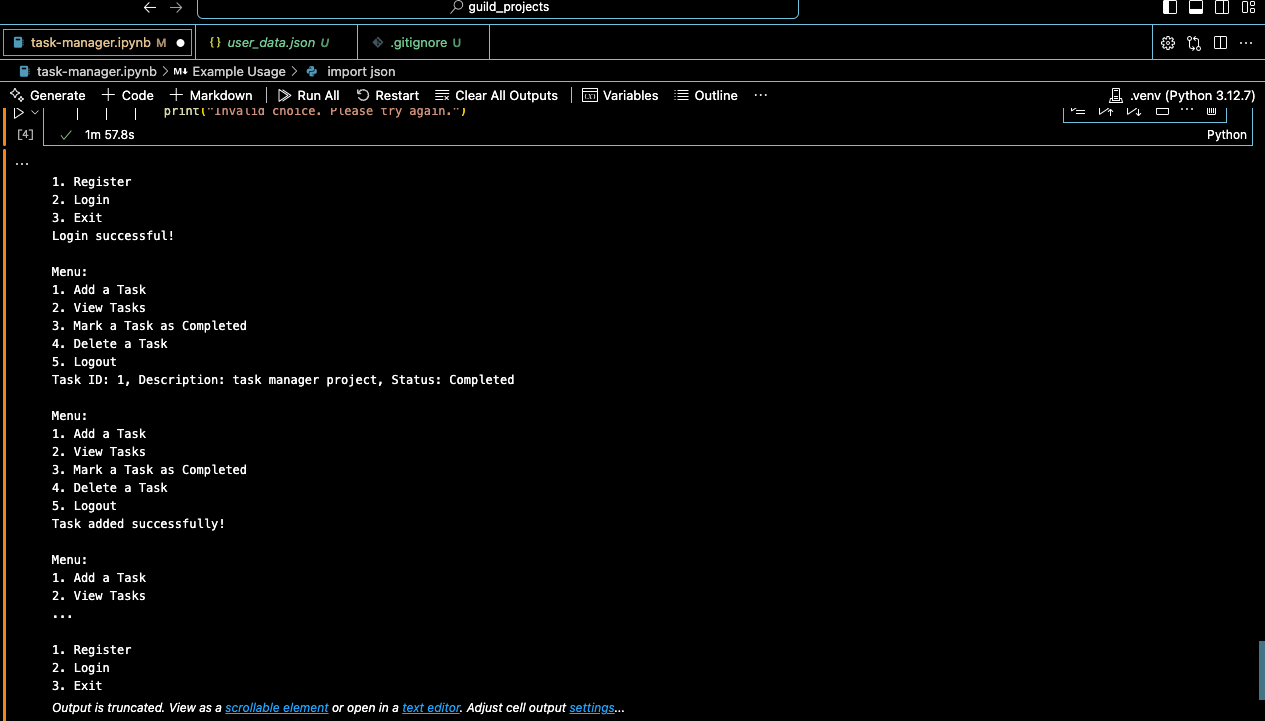 guild_projects
task-manager.ipynb M
{} user_data.json U
.gitignore U
task-manager.ipynb > M↓ Example Usage > import json
Generate + Code + Markdown | Run All Restart Clear All Outputs | Variables Outline ...
.venv (Python 3.12.7)
print("Invalid choice. Please try again.")
[4] ✓ 1m 57.8s
Python
...
1. Register
2. Login
3. Exit
Login successful!
Menu:
1. Add a Task
2. View Tasks
3. Mark a Task as Completed
4. Delete a Task
5. Logout
Task ID: 1, Description: task manager project, Status: Completed
Menu:
1. Add a Task
2. View Tasks
3. Mark a Task as Completed
4. Delete a Task
5. Logout
Task added successfully!
Menu:
1. Add a Task
2. View Tasks
...
1. Register
2. Login
3. Exit
Output is truncated. View as a scrollable element or open in a text editor. Adjust cell output settings...